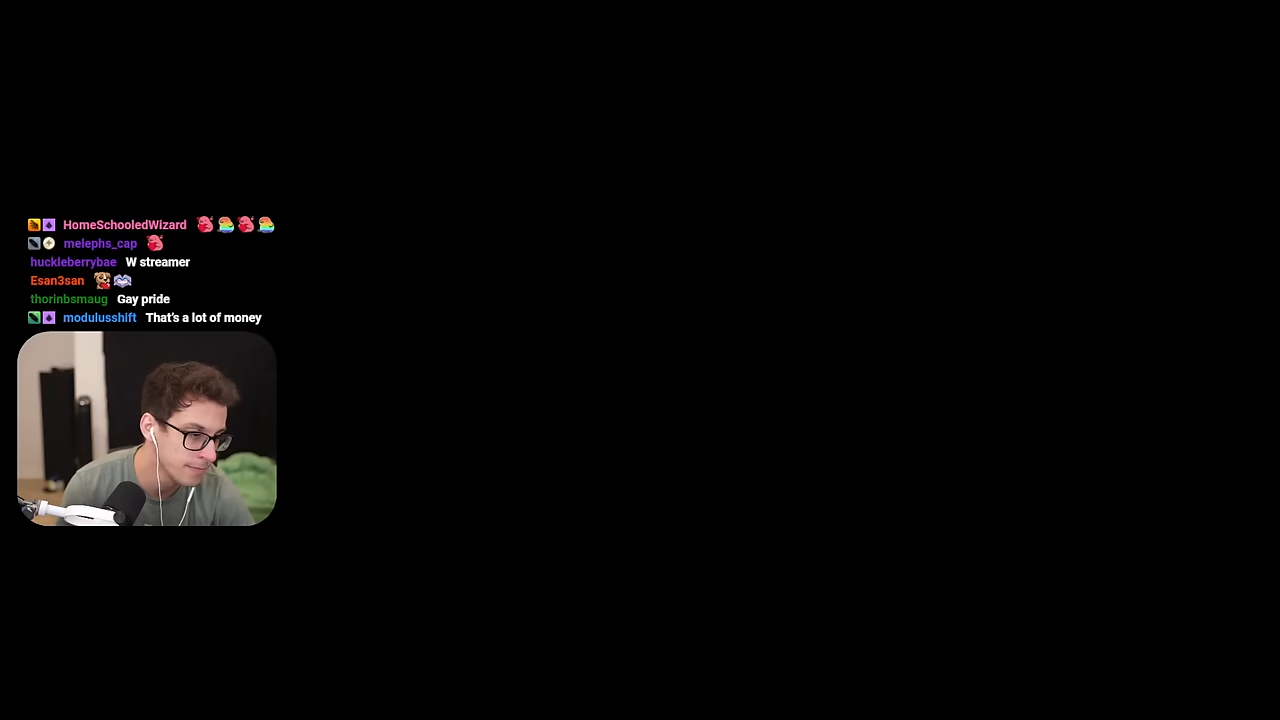 HomeSchooledWizard
melephs_cap
huckleberrybae W streamer
Esan3san
thorinbsmaug Gay pride
modulusshift That's a lot of money